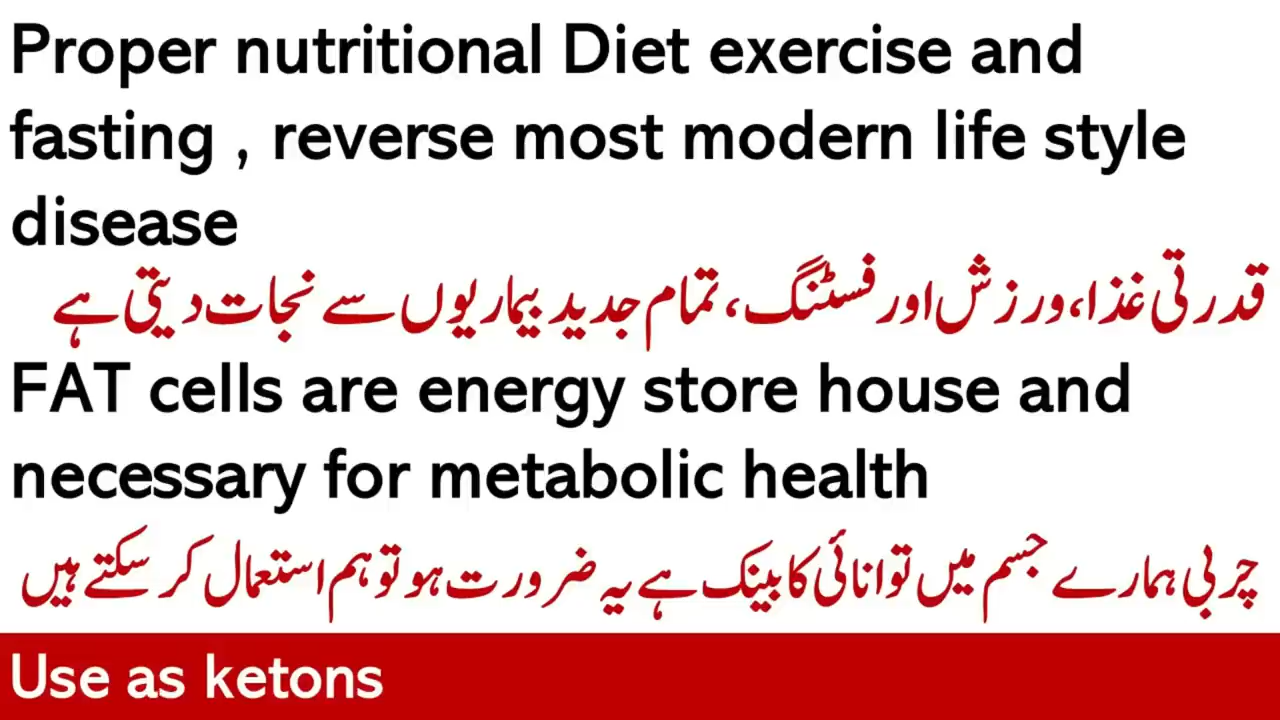 Proper nutritional Diet exercise and
fasting , reverse most modern life style
disease
قدرتی غذا، ورزش اور فسٹنگ، تمام جدید بیماریوں سے نجات دیتی ہے
FAT cells are energy store house and
necessary for metabolic health
چربی ہمارے جسم میں توانائی کا بینک ہے یہ ضرورت ہو تو ہم استعمال کر سکتے ہیں
Use as ketons